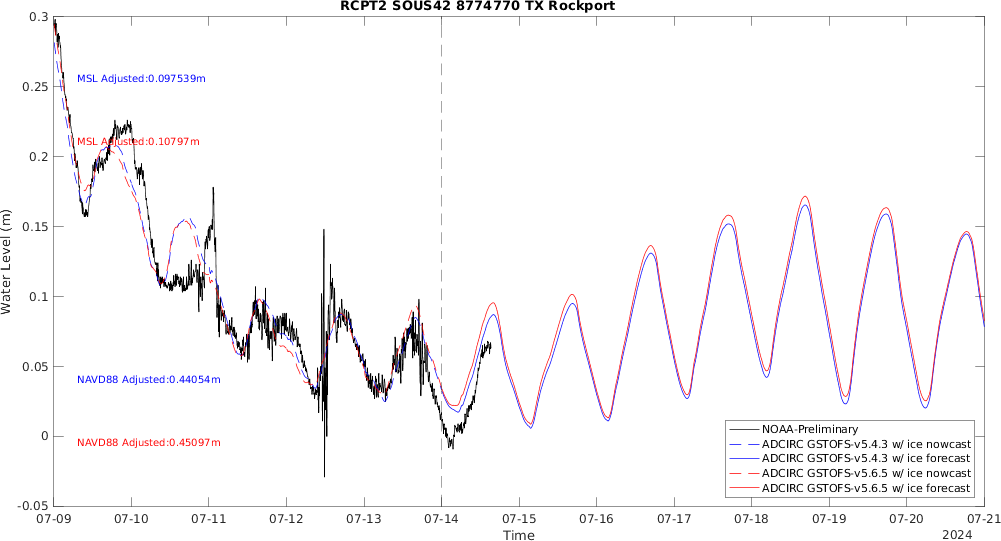 RCPT2 SOUS42 8774770 TX Rockport
0.3
0.25
0.2
0.15
0.1
0.05
0
-0.05
Water Level (m)
MSL Adjusted:0.097539m
MSL Adjusted:0.10797m
NAVD88 Adjusted:0.44054m
NAVD88 Adjusted:0.45097m
NOAA-Preliminary
ADCIRC GSTOFS-v5.4.3 w/ ice nowcast
ADCIRC GSTOFS-v5.4.3 w/ ice forecast
ADCIRC GSTOFS-v5.6.5 w/ ice nowcast
ADCIRC GSTOFS-v5.6.5 w/ ice forecast
07-09 07-10 07-11 07-12 07-13 07-14 07-15 07-16 07-17 07-18 07-19 07-20 07-21
Time
2024